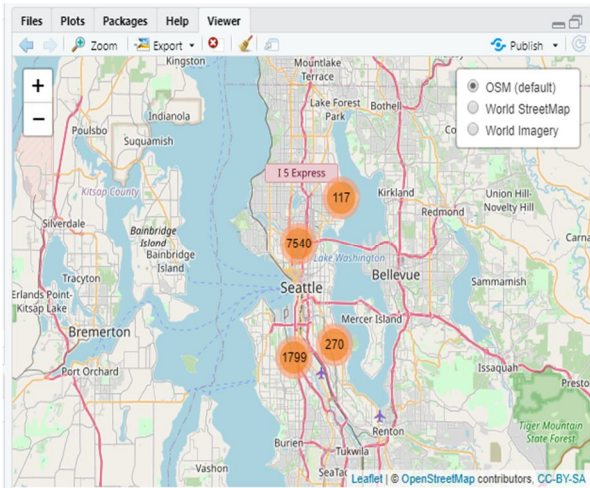 Files Plots Packages Help Viewer
Zoom Export Publish
Kingston
Mountlake
Terrace
+
−
OSM (default)
World StreetMap
World Imagery
Indianola
Lake Forest
Park
Bothell
Co
Poulsbo
Suquamish
I 5 Express
117
Kirkland
Union Hill-
Novelty Hill
Kitsap County
Redmond
Silverdale
Bainbridge
Island
Bainbridge
Island
7540
Carna
Lake Washington
Tracyton
Bellevue
Sammamish
Erlands Point-
Kitsap Lake
Seattle
Bremerton
Mercer Island
1799
270
Port Orchard
Issaquah
Presto
Tiger Mountain
State Forest
Renton
Burien
Tukwila
Vashon
SeaTac
Leaflet | © OpenStreetMap contributors, CC-BY-SA